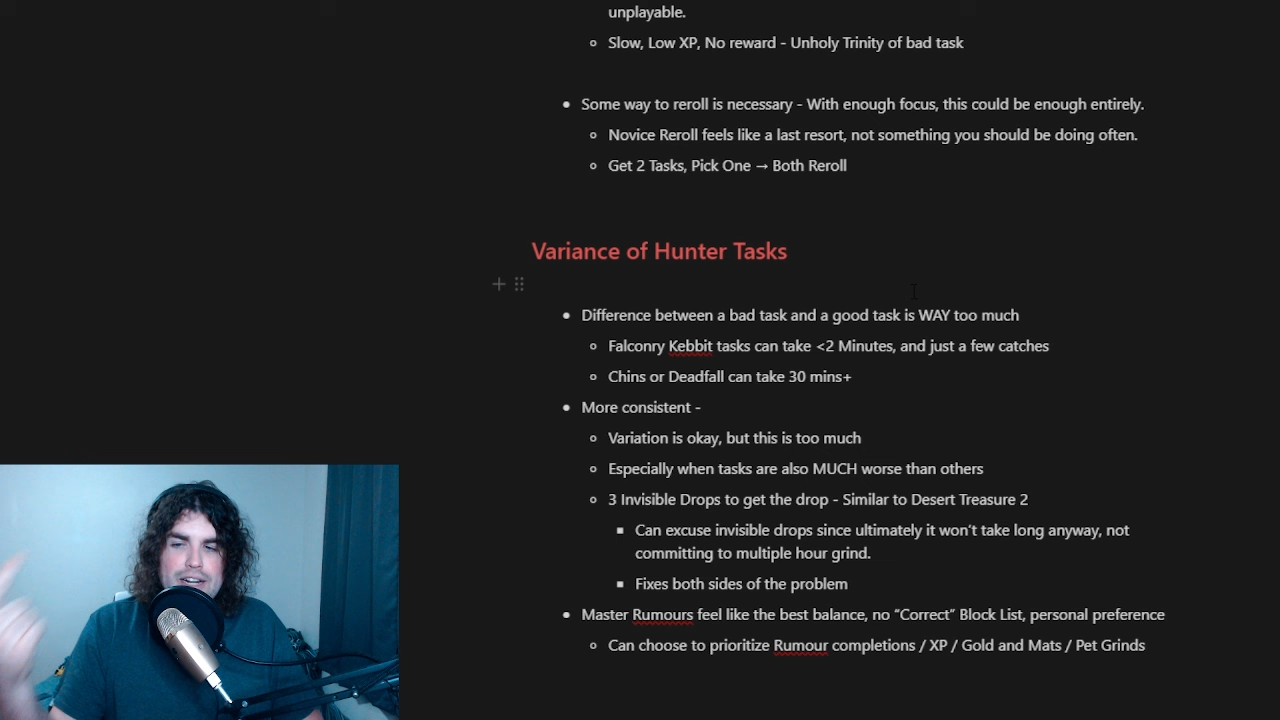 unplayable.
Slow, Low XP, No reward - Unholy Trinity of bad task
Some way to reroll is necessary - With enough focus, this could be enough entirely.
Novice Reroll feels like a last resort, not something you should be doing often.
Get 2 Tasks, Pick One → Both Reroll
Variance of Hunter Tasks
Difference between a bad task and a good task is WAY too much
Falconry Kebbit tasks can take <2 Minutes, and just a few catches
Chins or Deadfall can take 30 mins+
More consistent -
Variation is okay, but this is too much
Especially when tasks are also MUCH worse than others
3 Invisible Drops to get the drop - Similar to Desert Treasure 2
Can excuse invisible drops since ultimately it won't take long anyway, not
committing to multiple hour grind.
Fixes both sides of the problem
Master Rumours feel like the best balance, no “Correct” Block List, personal preference
Can choose to prioritize Rumour completions / XP / Gold and Mats / Pet Grinds